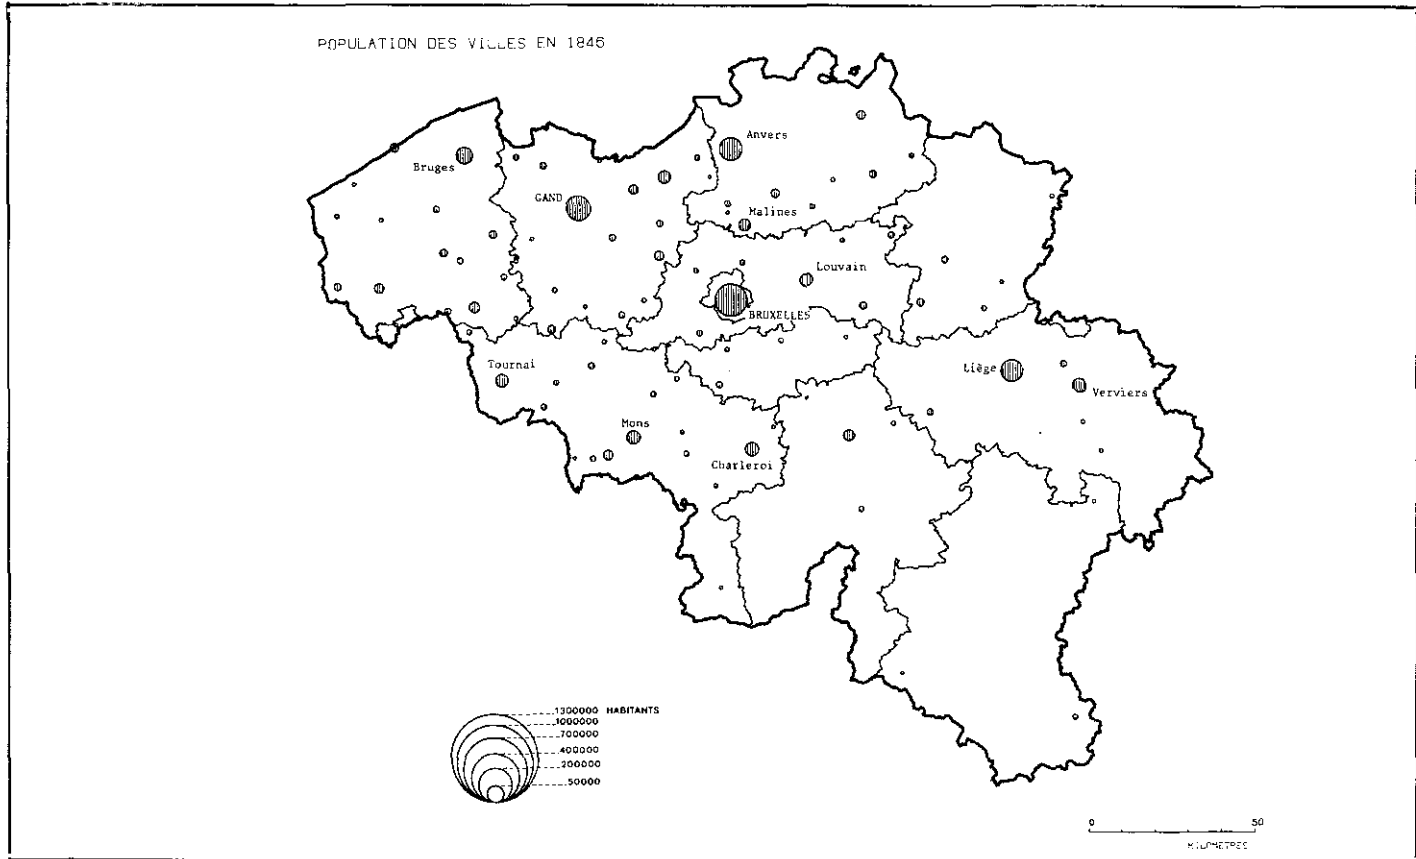 POPULATION DES VILLES EN 1846
Anvers
Bruges
GAND
Malines
Louvain
BRUXELLES
Tournai
Liège
Verviers
Mons
Charleroi
1300000 HABITANTS
1000000
700000
400000
200000
50000
0 50
KILOMETRES